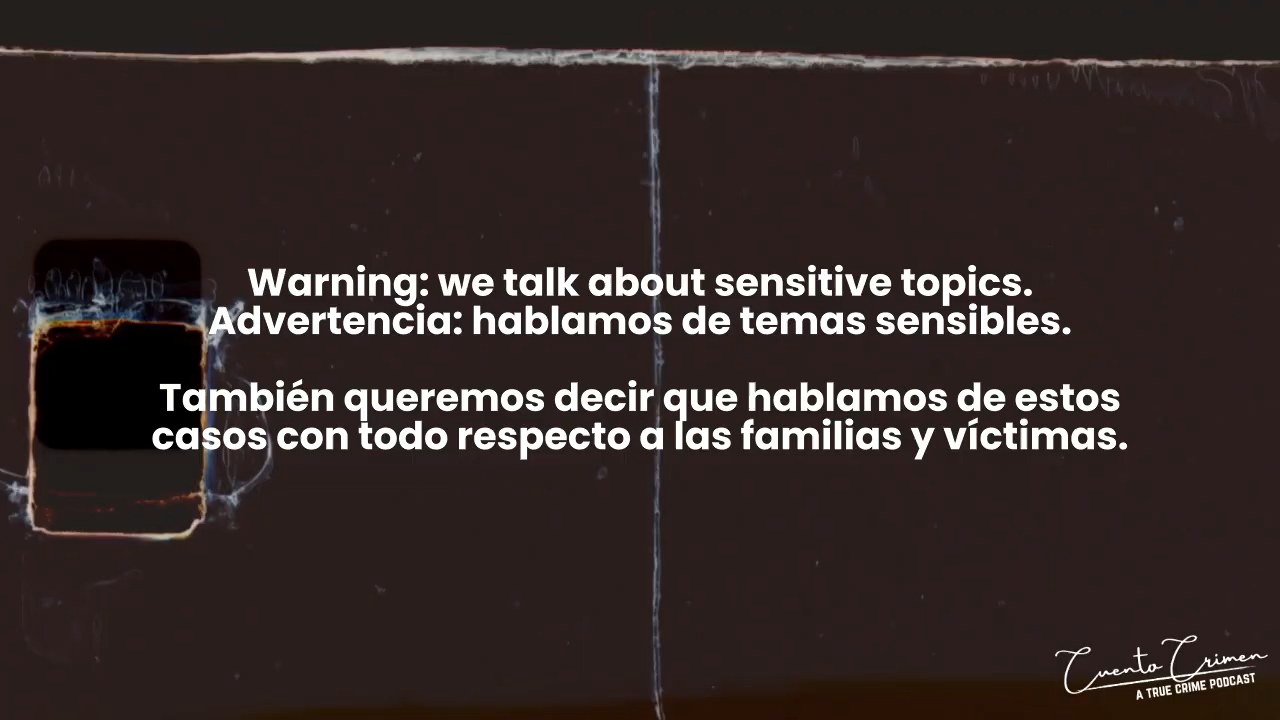 Warning: we talk about sensitive topics.
Advertencia: hablamos de temas sensibles.
También queremos decir que hablamos de estos
casos con todo respecto a las familias y víctimas.
Cuento Crimen
A TRUE CRIME PODCAST